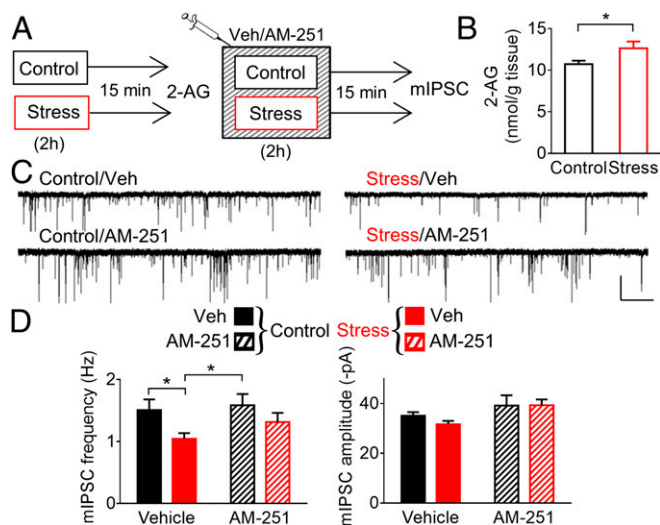 A
Veh/AM-251
Control
15 min
2-AG
Control
15 min
mIPSC
Stress
Stress
(2h)
(2h)
B
*
2-AG
(nmol/g tissue)
15
10
5
0
Control Stress
C
Control/Veh
Stress/Veh
Control/AM-251
Stress/AM-251
D
Veh
AM-251
Control
Stress
Veh
AM-251
mIPSC frequency (Hz)
2
1
0
*
*
Vehicle
AM-251
mIPSC amplitude (-pA)
40
20
0
Vehicle
AM-251